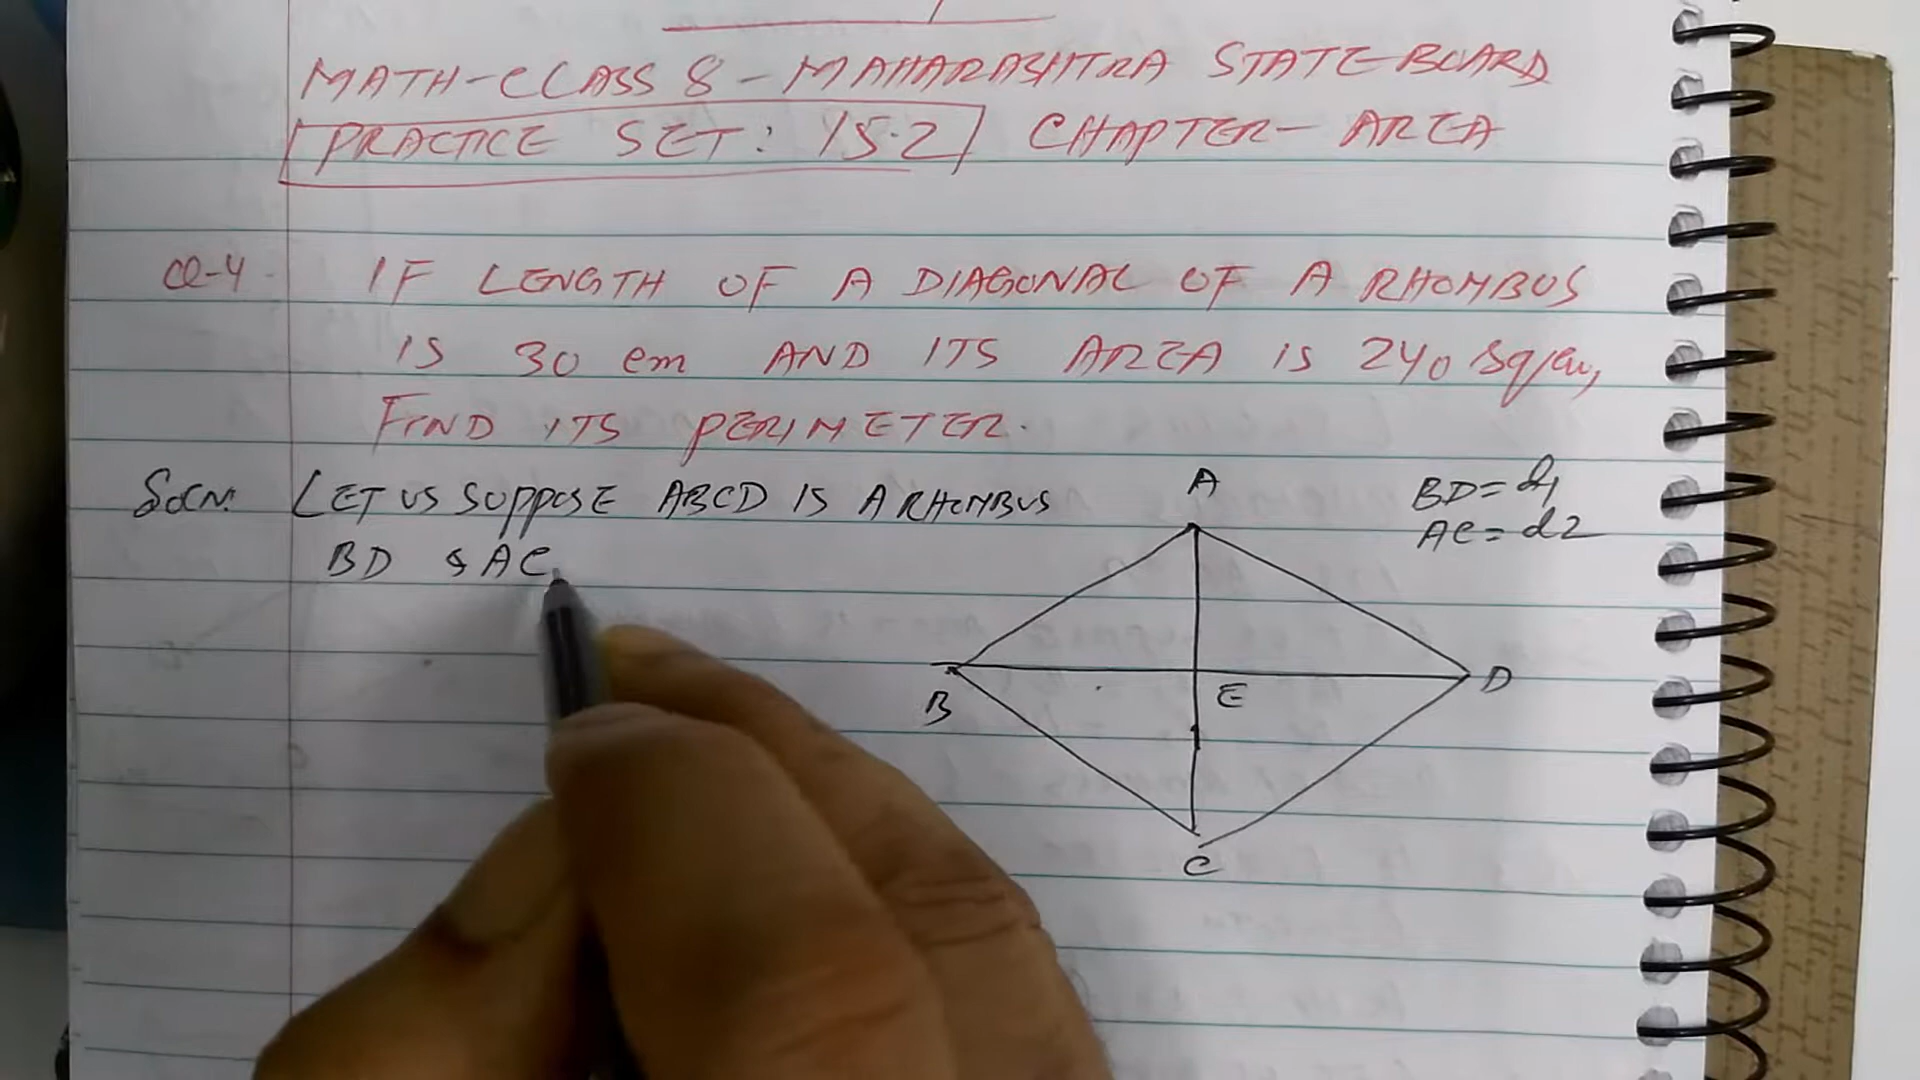 MATH-CLASS 8 - MAHARASHTRA STATE BOARD
PRACTICE SET: 15.2 CHAPTER - AREA
Q-4 IF LENGTH OF A DIAGONAL OF A RHOMBUS
IS 30 cm AND ITS AREA IS 240 sq/cm,
FIND ITS PERIMETER.
SOLN: LET US SUPPOSE ABCD IS A RHOMBUS
BD & AC
BD = d1
AC = d2
A
B
E
D
C